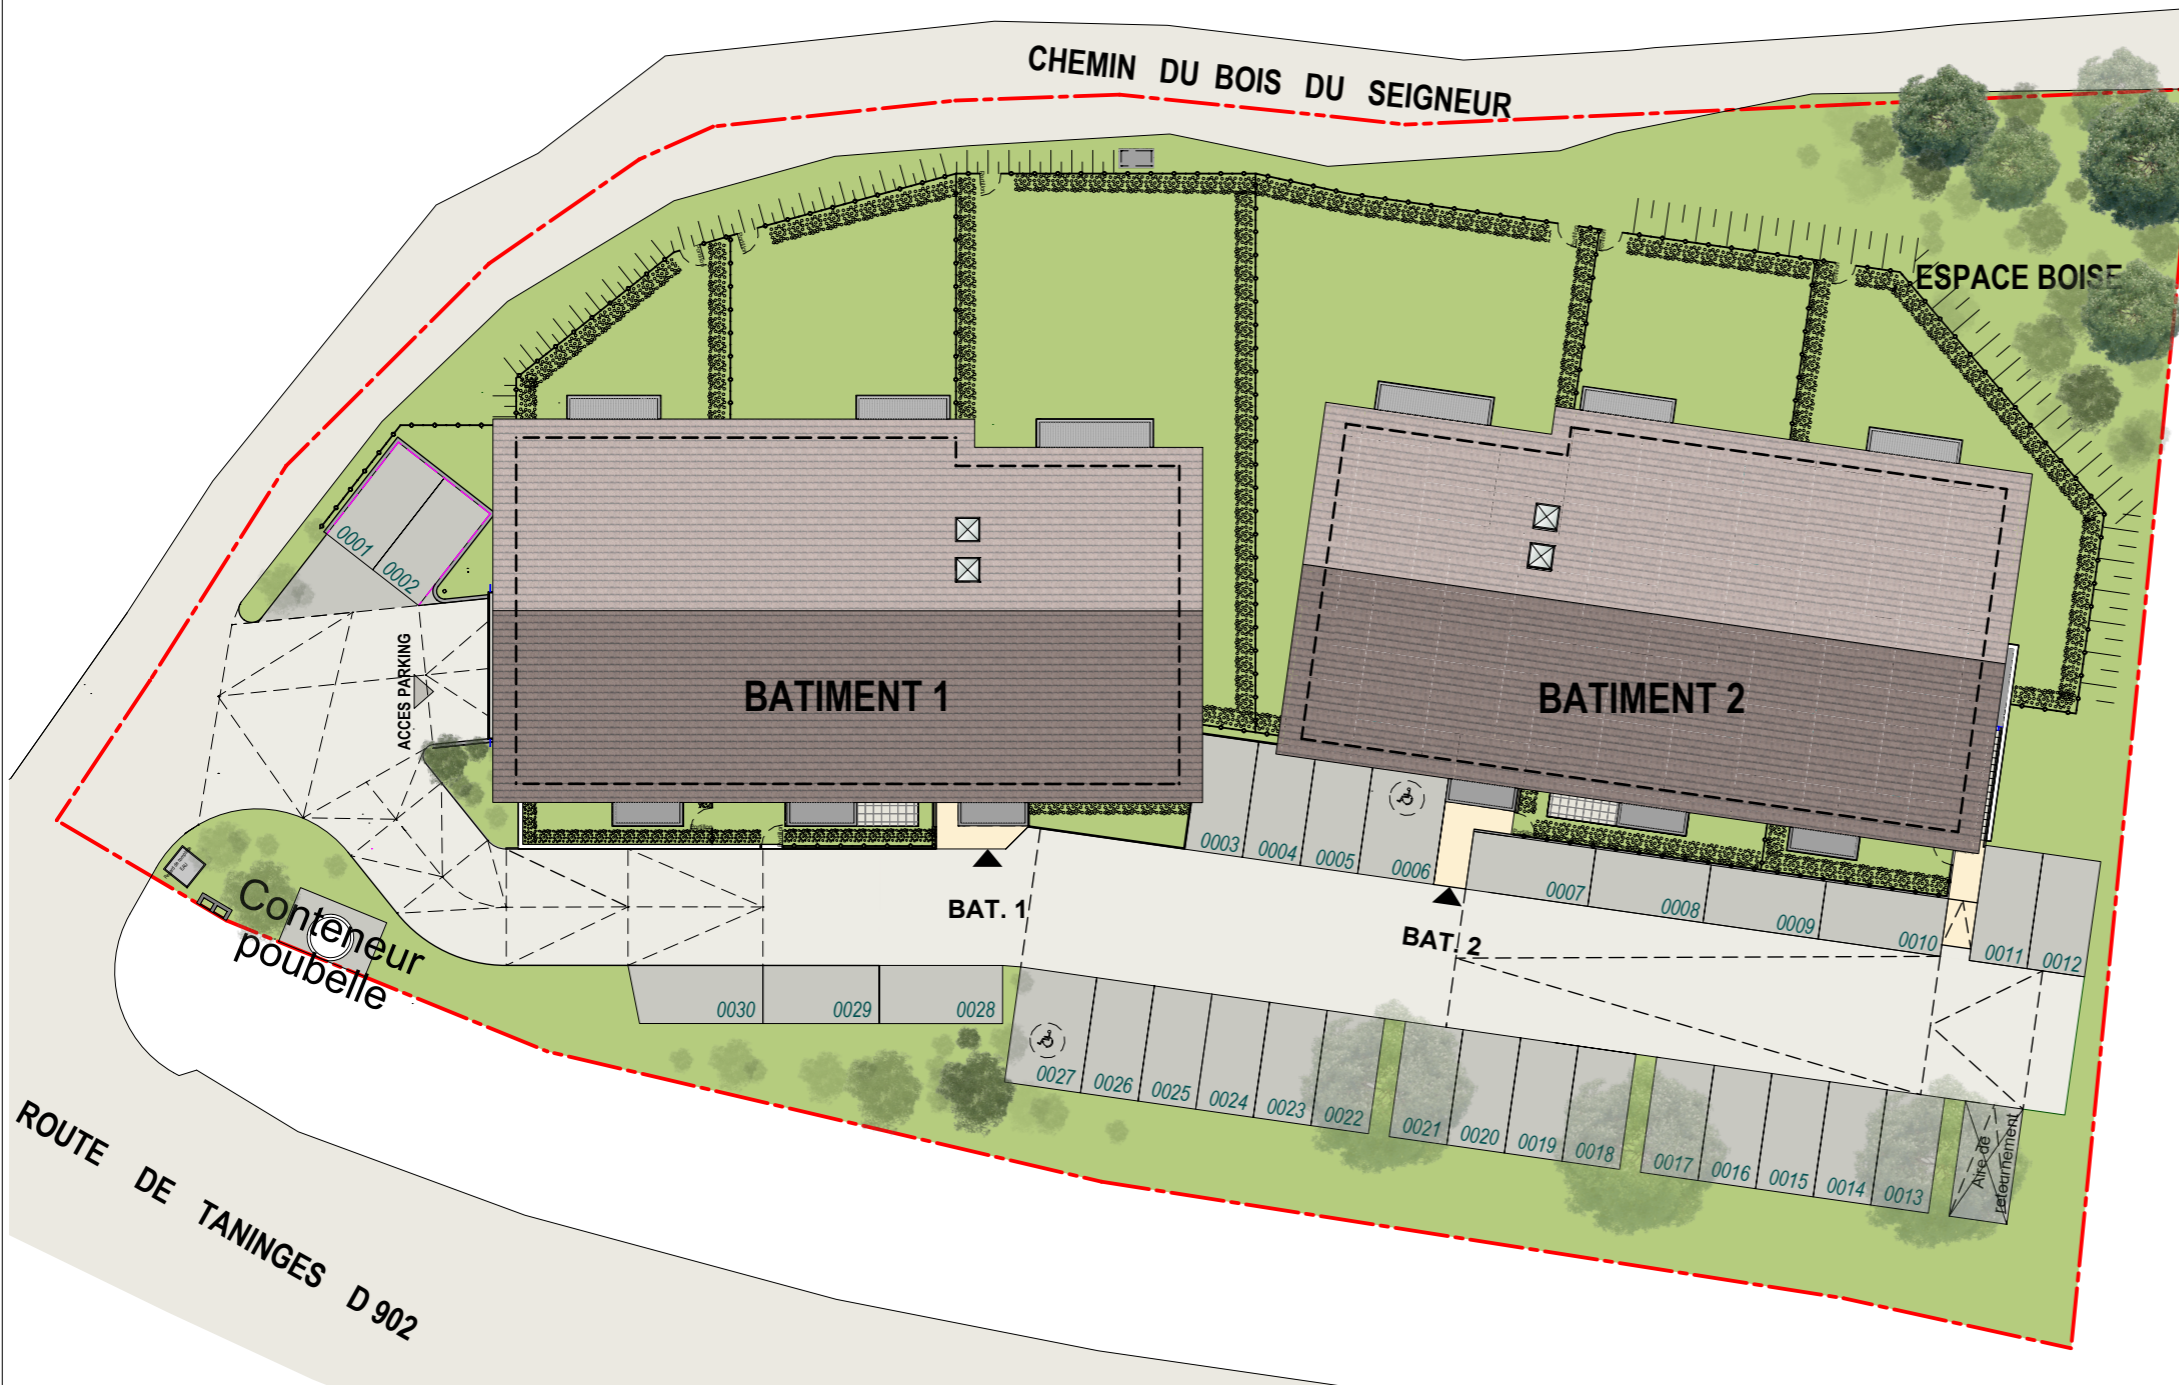 CHEMIN DU BOIS DU SEIGNEUR
ESPACE BOISE
0001
0002
ACCES PARKING
BATIMENT 1
BATIMENT 2
0003
0004
0005
0006
0007
0008
0009
0010
0011
0012
BAT. 1
BAT. 2
Conteneur
poubelle
0030
0029
0028
0027
0026
0025
0024
0023
0022
0021
0020
0019
0018
0017
0016
0015
0014
0013
Aire de
retournement
ROUTE DE TANINGES D 902